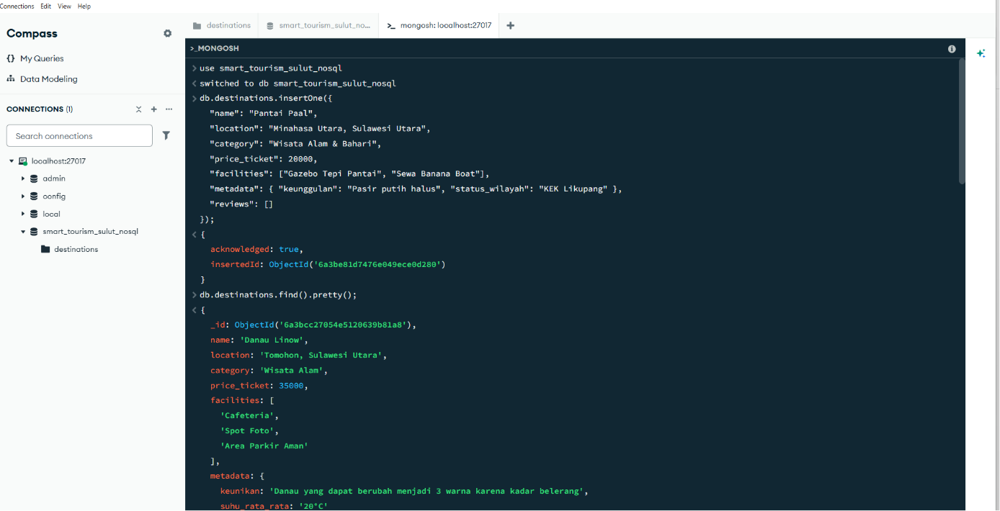 Connections Edit View Help
Compass
My Queries
Data Modeling
CONNECTIONS (1)
Search connections
localhost:27017
admin
config
local
smart_tourism_sulut_nosql
destinations
destinations
smart_tourism_sulut_no...
>_ mongosh: localhost:27017
>_MONGOSH
> use smart_tourism_sulut_nosql
< switched to db smart_tourism_sulut_nosql
> db.destinations.insertOne({
"name": "Pantai Paal",
"location": "Minahasa Utara, Sulawesi Utara",
"category": "Wisata Alam & Bahari",
"price_ticket": 20000,
"facilities": ["Gazebo Tepi Pantai", "Sewa Banana Boat"],
"metadata": { "keunggulan": "Pasir putih halus", "status_wilayah": "KEK Likupang" },
"reviews": []
});
< {
acknowledged: true,
insertedId: ObjectId('6a3be81d7476e049ece0d280')
}
> db.destinations.find().pretty();
< {
_id: ObjectId('6a3bcc27054e5120639b81a8'),
name: 'Danau Linow',
location: 'Tomohon, Sulawesi Utara',
category: 'Wisata Alam',
price_ticket: 35000,
facilities: [
'Cafeteria',
'Spot Foto',
'Area Parkir Aman'
],
metadata: {
keunikan: 'Danau yang dapat berubah menjadi 3 warna karena kadar belerang',
suhu_rata_rata: '20°C'